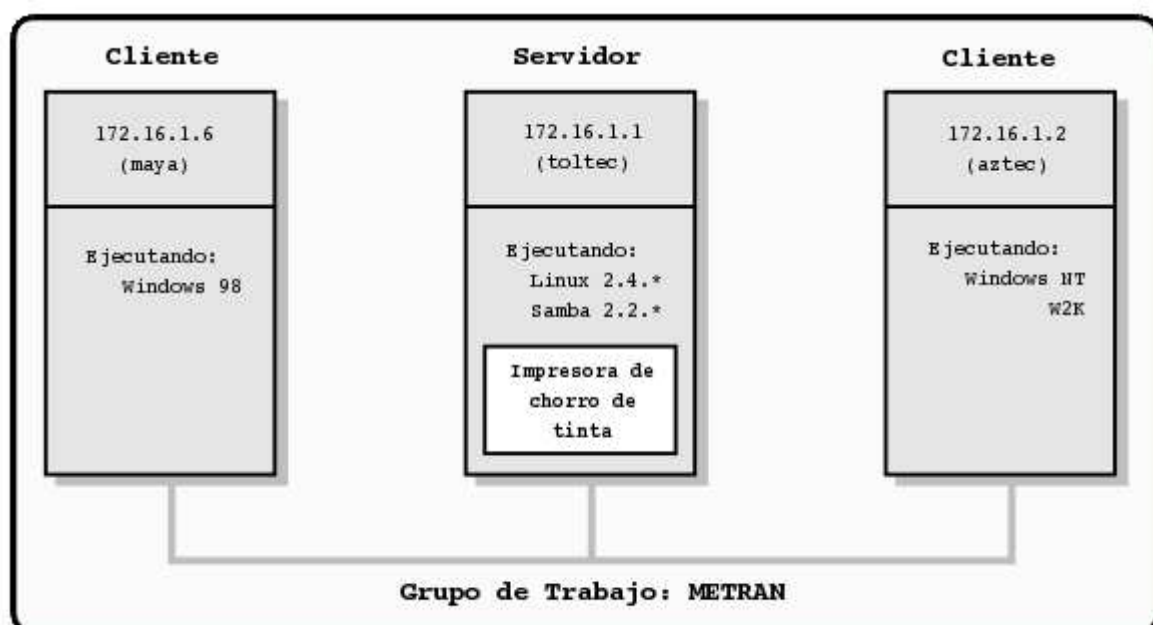 Cliente
172.16.1.6
(maya)
Ejecutando:
Windows 98
Servidor
172.16.1.1
(toltec)
Ejecutando:
Linux 2.4.*
Samba 2.2.*
Impresora de
chorro de
tinta
Cliente
172.16.1.2
(aztec)
Ejecutando:
Windows NT
W2K
Grupo de Trabajo: METRAN